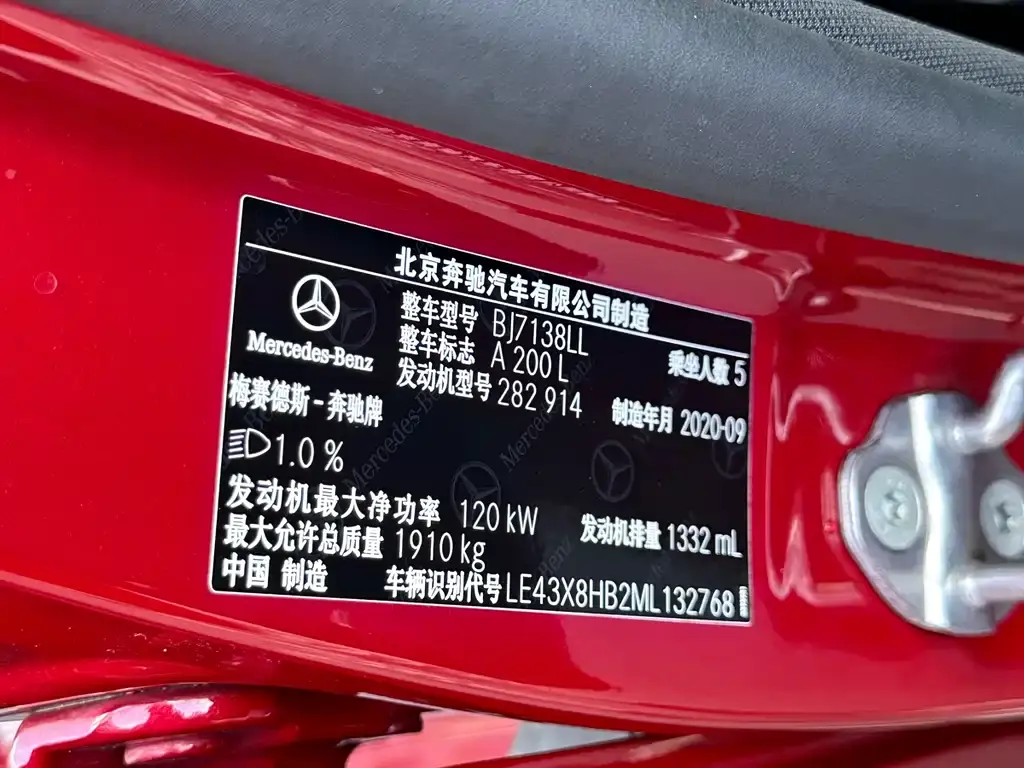 北京奔驰汽车有限公司制造
Mercedes-Benz
整车型号 BJ7138LL
整车标志 A 200 L
乘坐人数 5
发动机型号 282 914
制造年月 2020-09
梅赛德斯-奔驰牌
1.0 %
发动机最大净功率 120 kW
发动机排量 1332 mL
最大允许总质量 1910 kg
中国 制造
车辆识别代号 LE43X8HB2ML132768